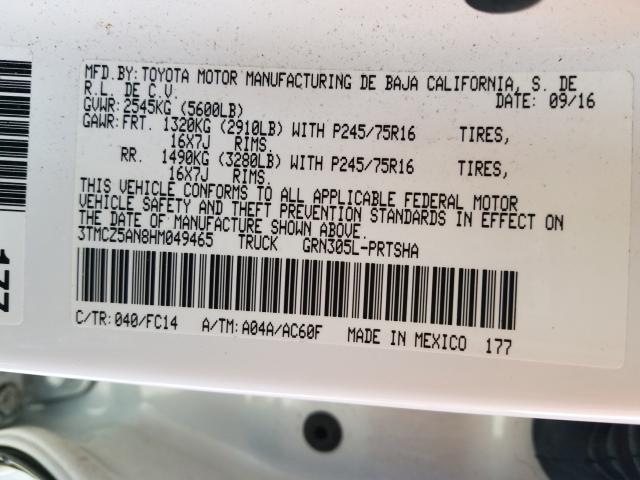 MFD.BY: TOYOTA MOTOR MANUFACTURING DE BAJA CALIFORNIA, S. DE
R.L. DE C.V. DATE: 09/16
GVWR: 2545KG (5600LB)
GAWR: FRT. 1320KG (2910LB) WITH P245/75R16 TIRES,
16X7J RIMS.
RR. 1490KG (3280LB) WITH P245/75R16 TIRES,
16X7J RIMS.
THIS VEHICLE CONFORMS TO ALL APPLICABLE FEDERAL MOTOR
VEHICLE SAFETY AND THEFT PREVENTION STANDARDS IN EFFECT ON
THE DATE OF MANUFACTURE SHOWN ABOVE.
3TMCZ5AN8HM049465 TRUCK GRN305L-PRTSHA
C/TR: 040/FC14 A/TM: A04A/AC60F MADE IN MEXICO 177
177